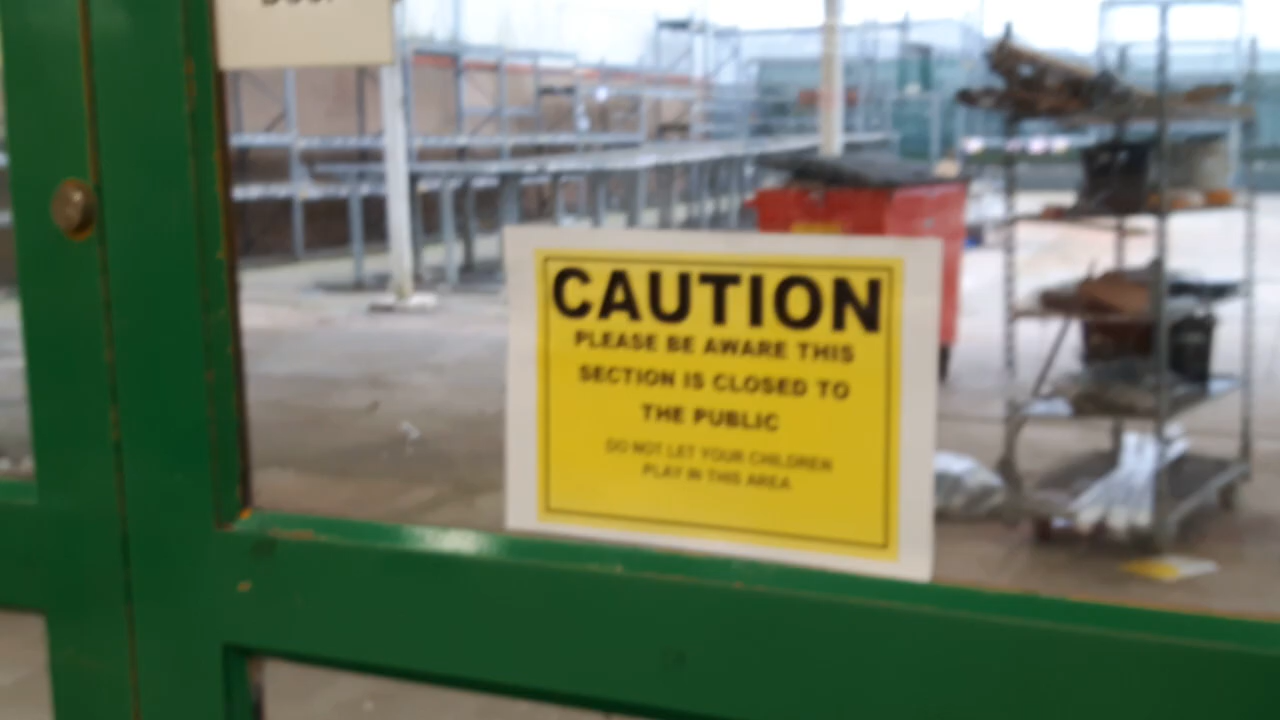 CAUTION
PLEASE BE AWARE THIS
SECTION IS CLOSED TO
THE PUBLIC
DO NOT LET YOUR CHILDREN
PLAY IN THIS AREA